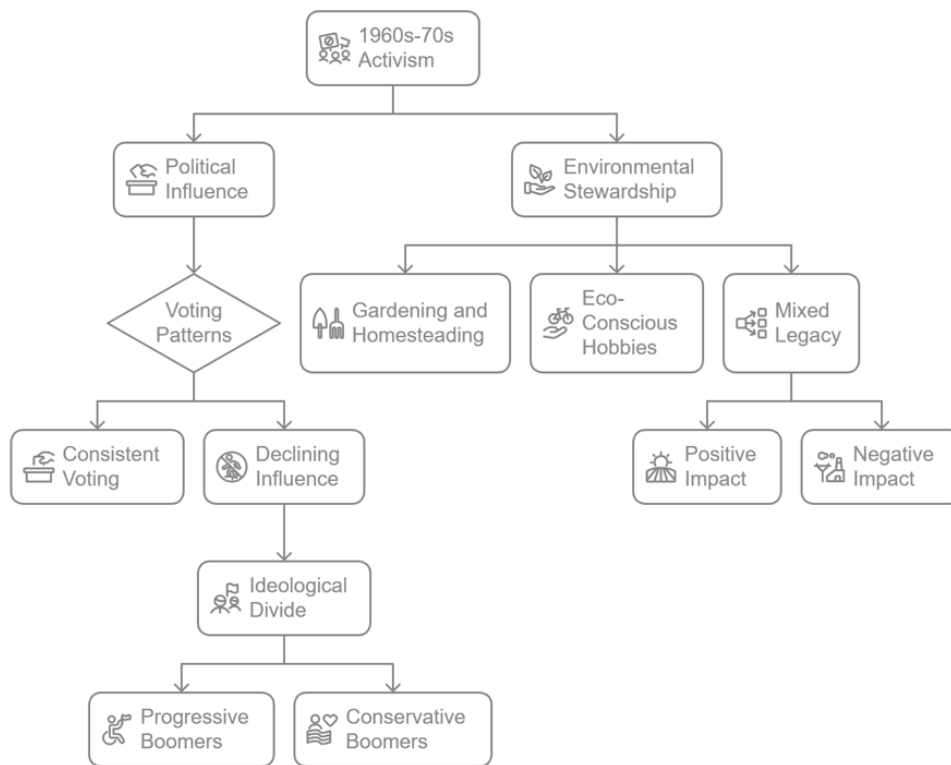 1960s-70s
Activism
Political
Influence
Environmental
Stewardship
Voting
Patterns
Gardening and
Homesteading
Eco-
Conscious
Hobbies
Mixed
Legacy
Consistent
Voting
Declining
Influence
Positive
Impact
Negative
Impact
Ideological
Divide
Progressive
Boomers
Conservative
Boomers